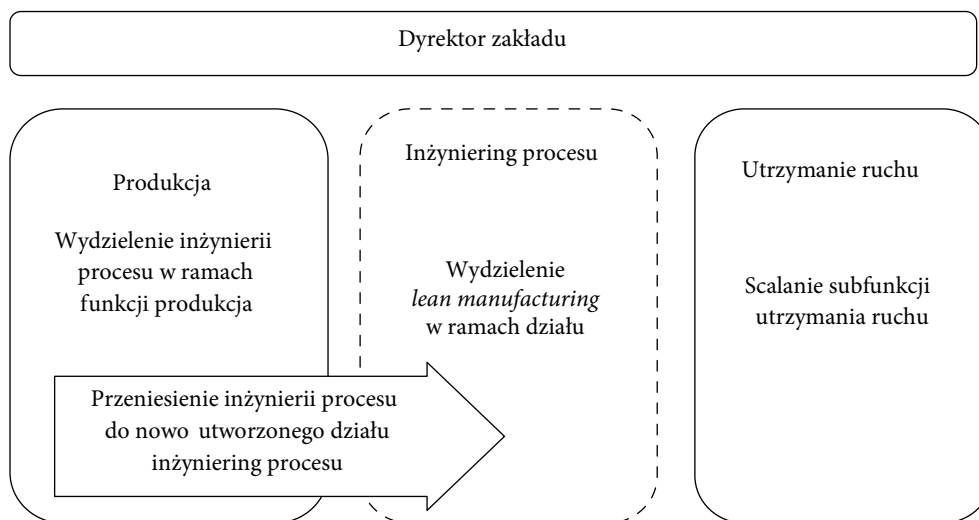 Dyrektor zakładu
Produkcja
Wydzielenie inżynierii
procesu w ramach
funkcji produkcja
Przeniesienie inżynierii procesu
do nowo utworzonego działu
inżyniering procesu
Inżyniering procesu
Wydzielenie
lean manufacturing
w ramach działu
Utrzymanie ruchu
Scalanie subfunkcji
utrzymania ruchu